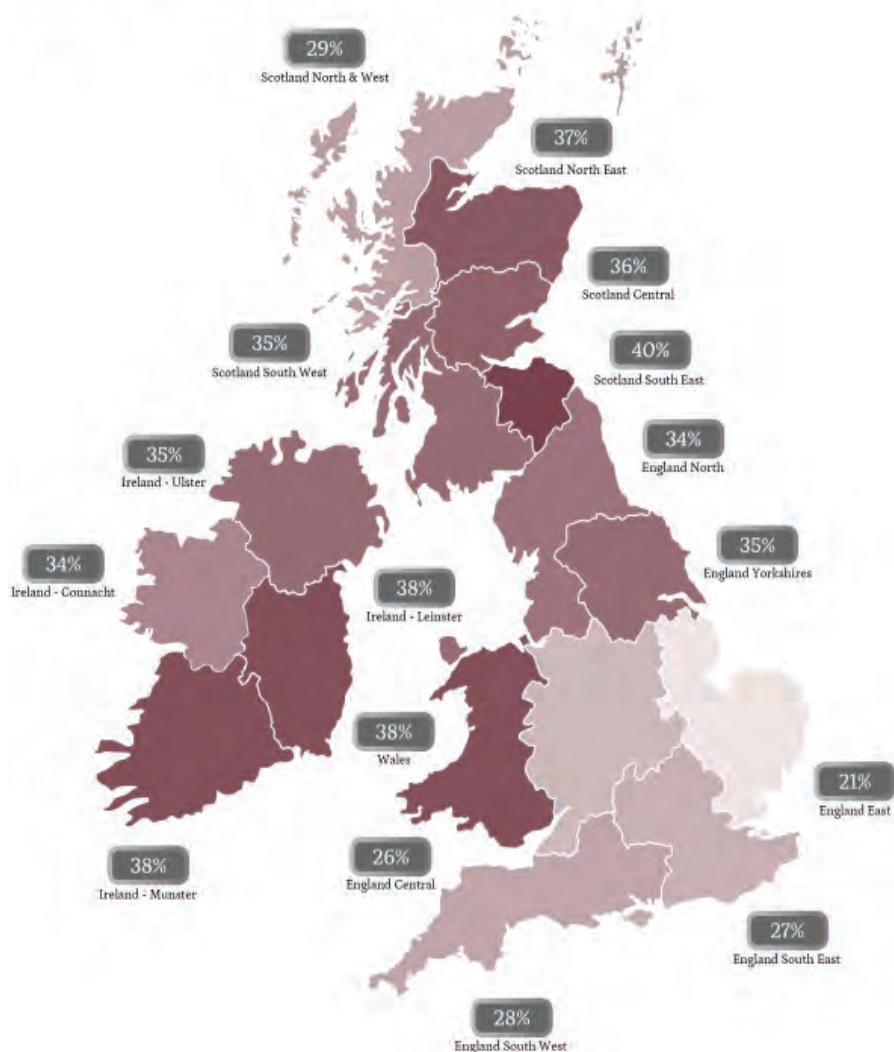 29%
Scotland North & West
37%
Scotland North East
36%
Scotland Central
35%
Scotland South West
40%
Scotland South East
34%
England North
35%
Ireland - Ulster
35%
England Yorkshires
34%
Ireland - Connacht
38%
Ireland - Leinster
38%
Wales
21%
England East
26%
England Central
38%
Ireland - Munster
27%
England South East
28%
England South West